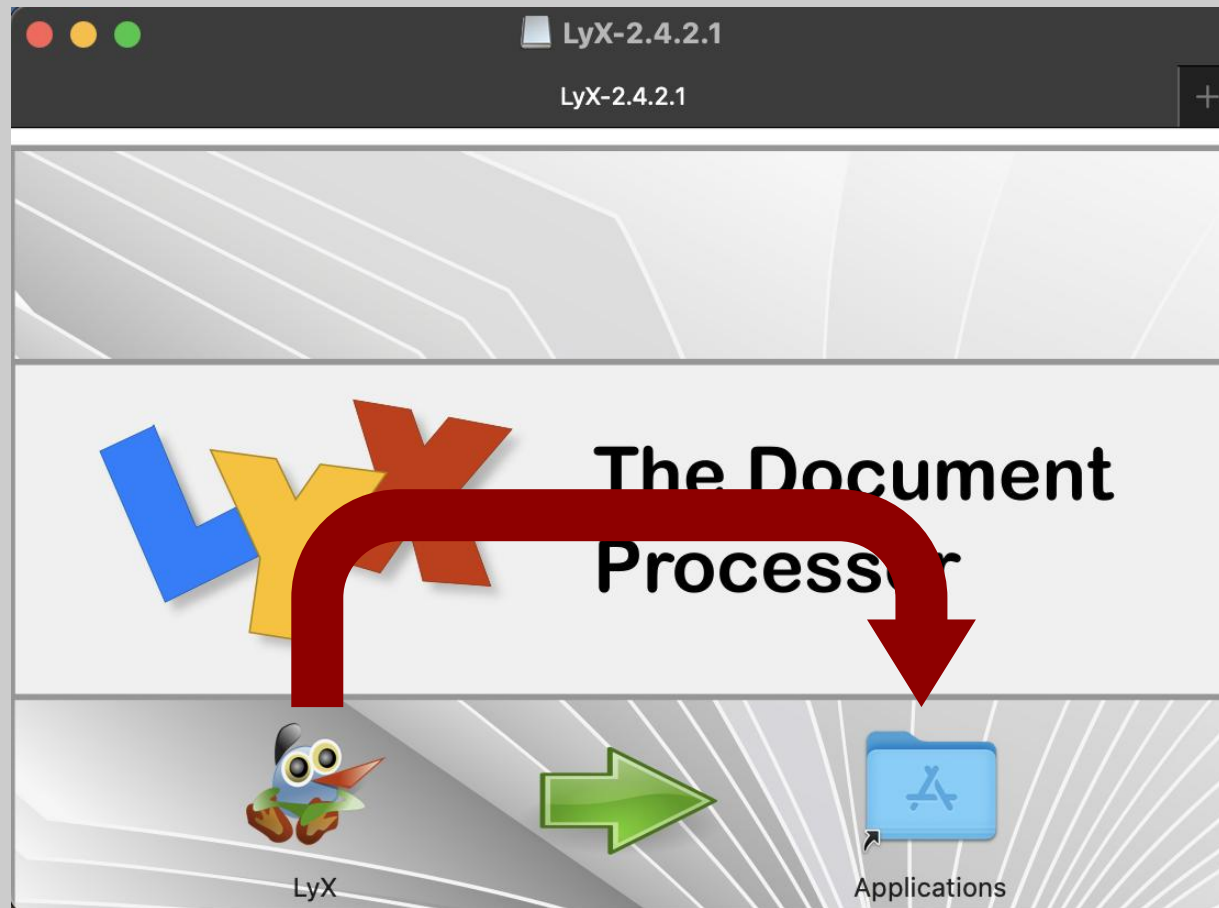 LyX-2.4.2.1
LyX-2.4.2.1
LyX
The Document
Processor
LyX
Applications